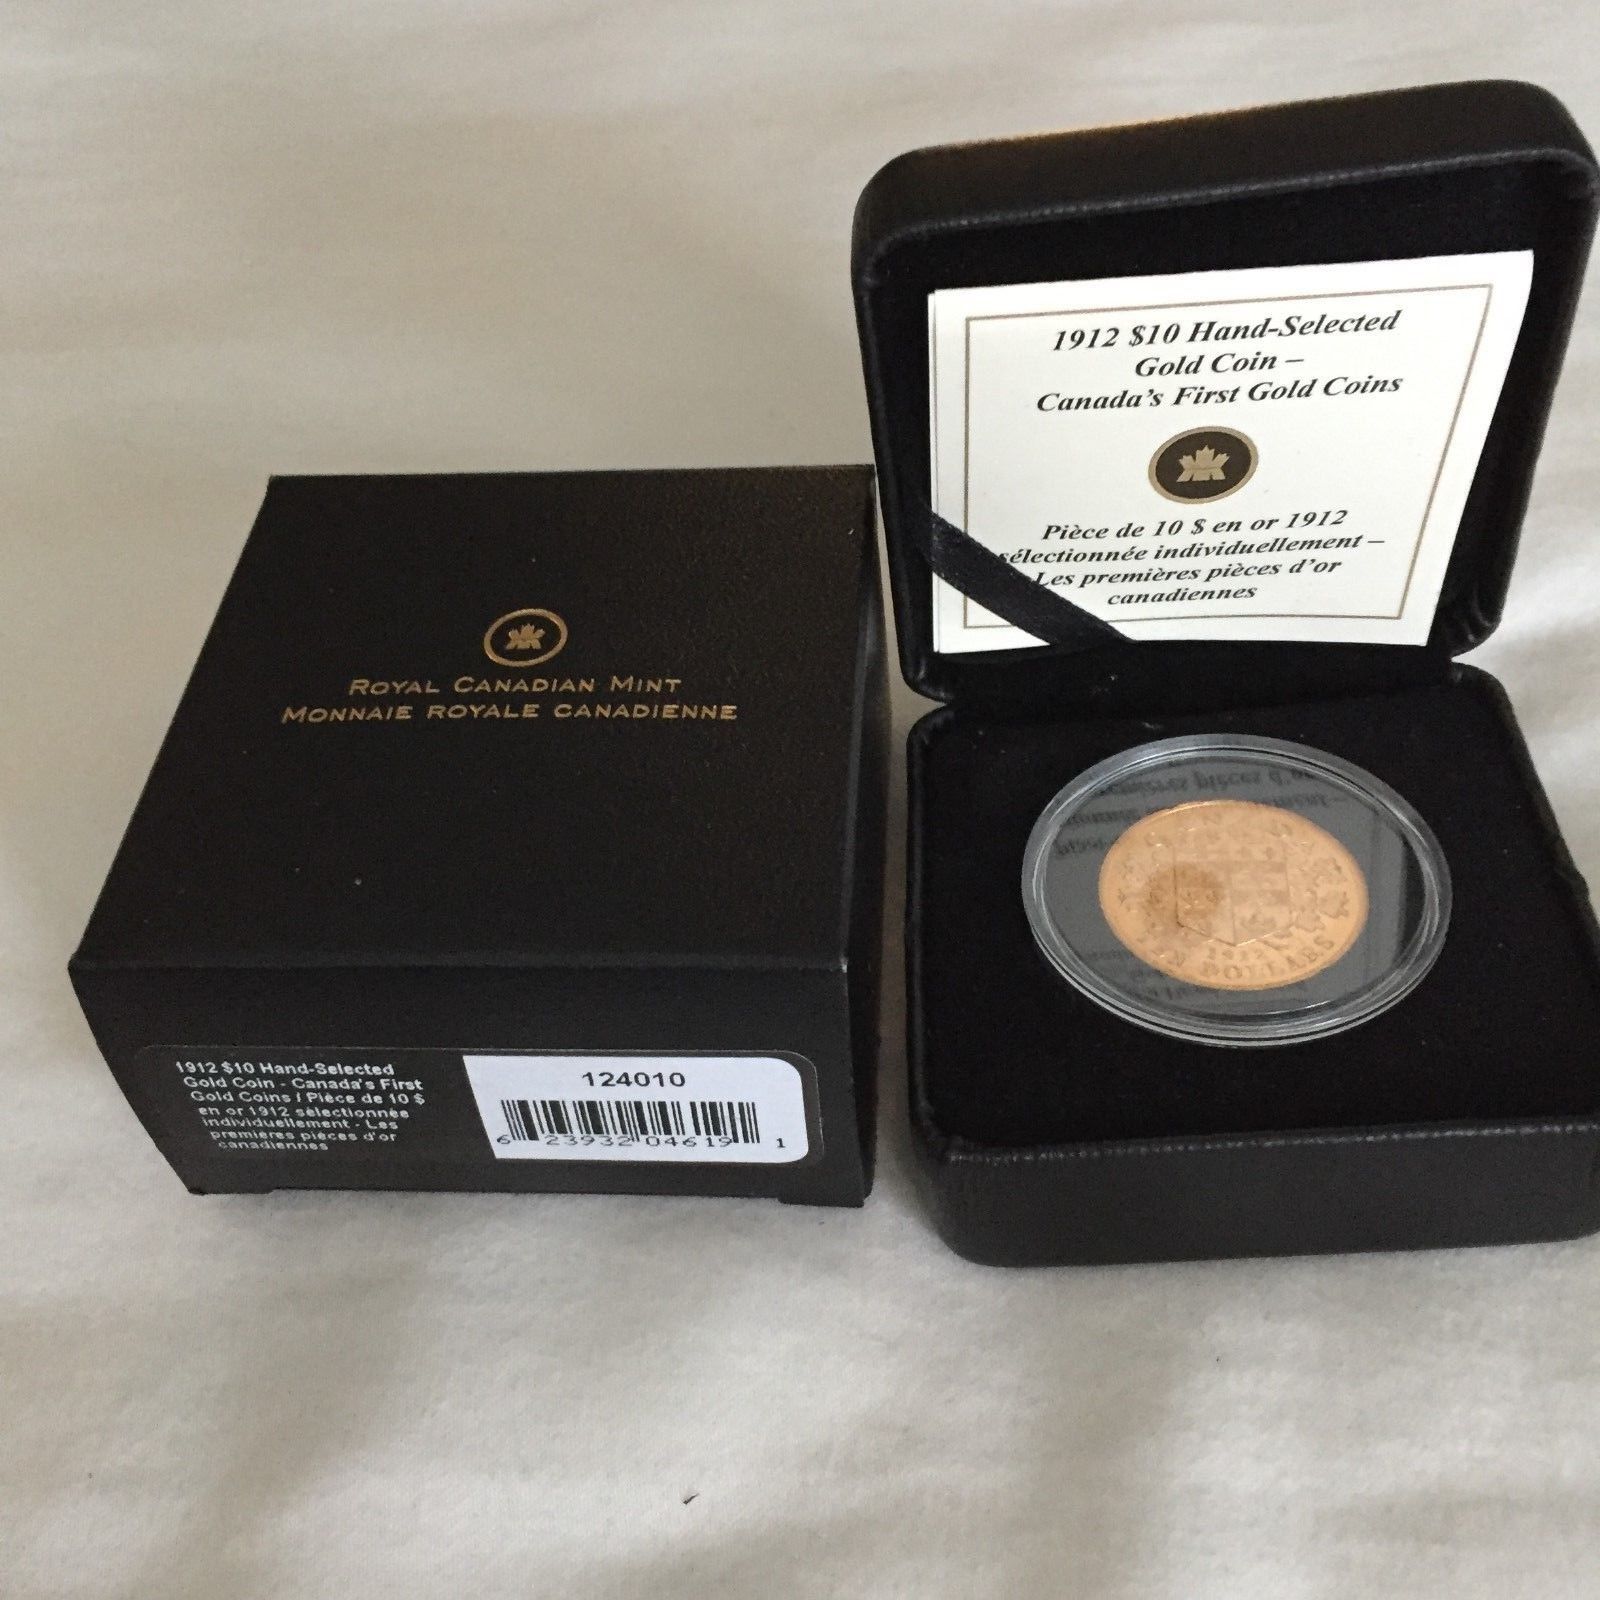 ROYAL CANADIAN MINT
MONNAIE ROYALE CANADIENNE
1912 $10 Hand-Selected
Gold Coin - Canada's First
Gold Coins / Pièce de 10 $
en or 1912 sélectionnée
individuellement - Les
premières pièces d'or
canadiennes
124010
6 23932 04619 1
1912 $10 Hand-Selected
Gold Coin –
Canada's First Gold Coins
Pièce de 10 $ en or 1912
sélectionnée individuellement –
Les premières pièces d'or
canadiennes
1912
TEN DOLLARS